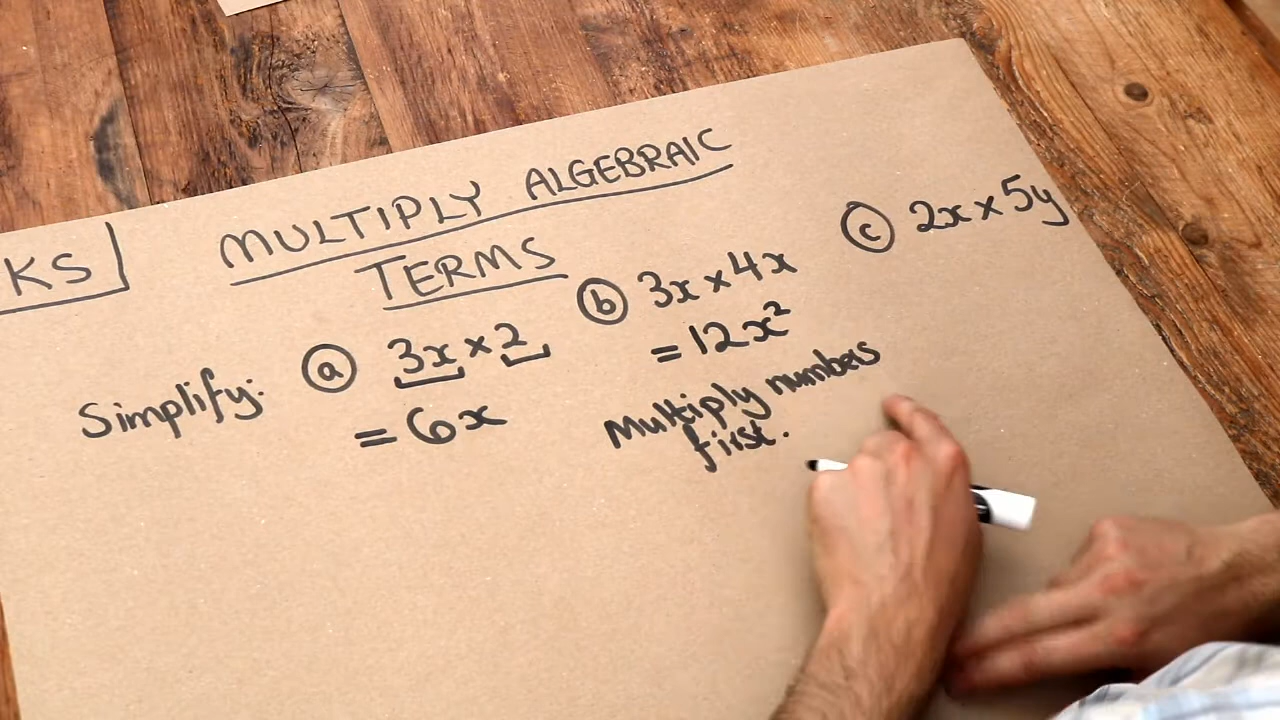 KS
MULTIPLY ALGEBRAIC
TERMS
Simplify:
(a) 3x × 2
= 6x
(b) 3x × 4x
= 12x²
Multiply numbers
first.
(c) 2x × 5y